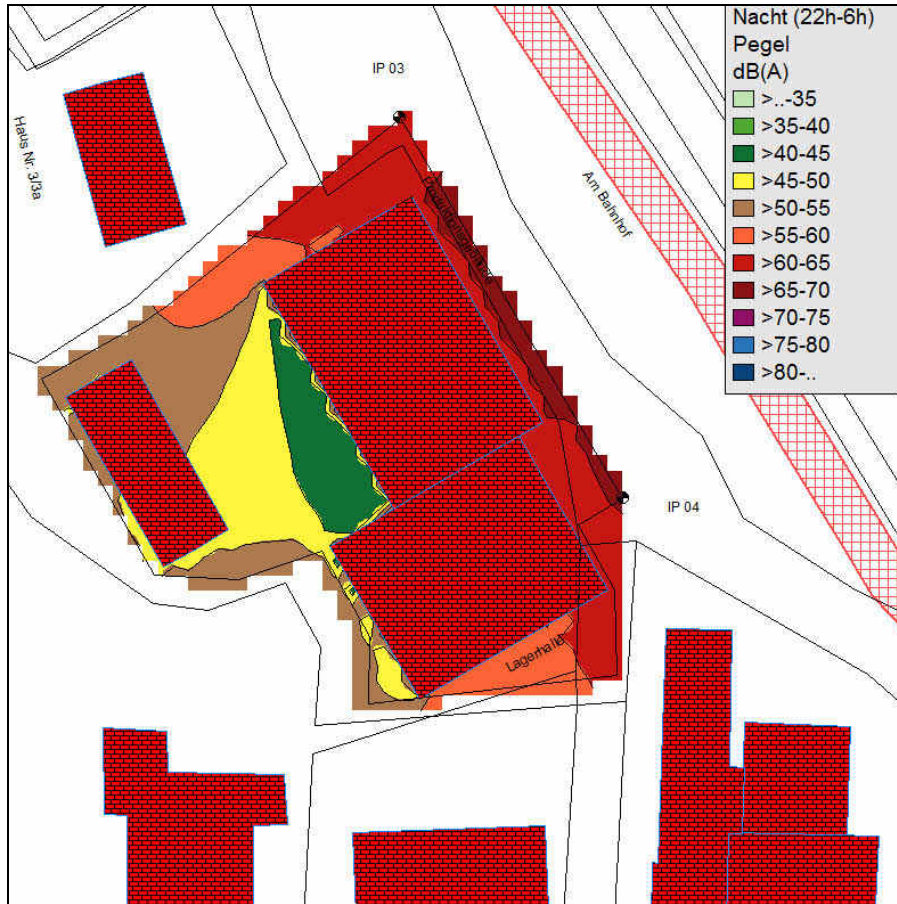 Nacht (22h-6h)
Pegel
dB(A)
>..-35
>35-40
>40-45
>45-50
>50-55
>55-60
>60-65
>65-70
>70-75
>75-80
>80-..
IP 03
Haus Nr. 3/3a
Am Bahnhof
IP 04
Lagerhalle